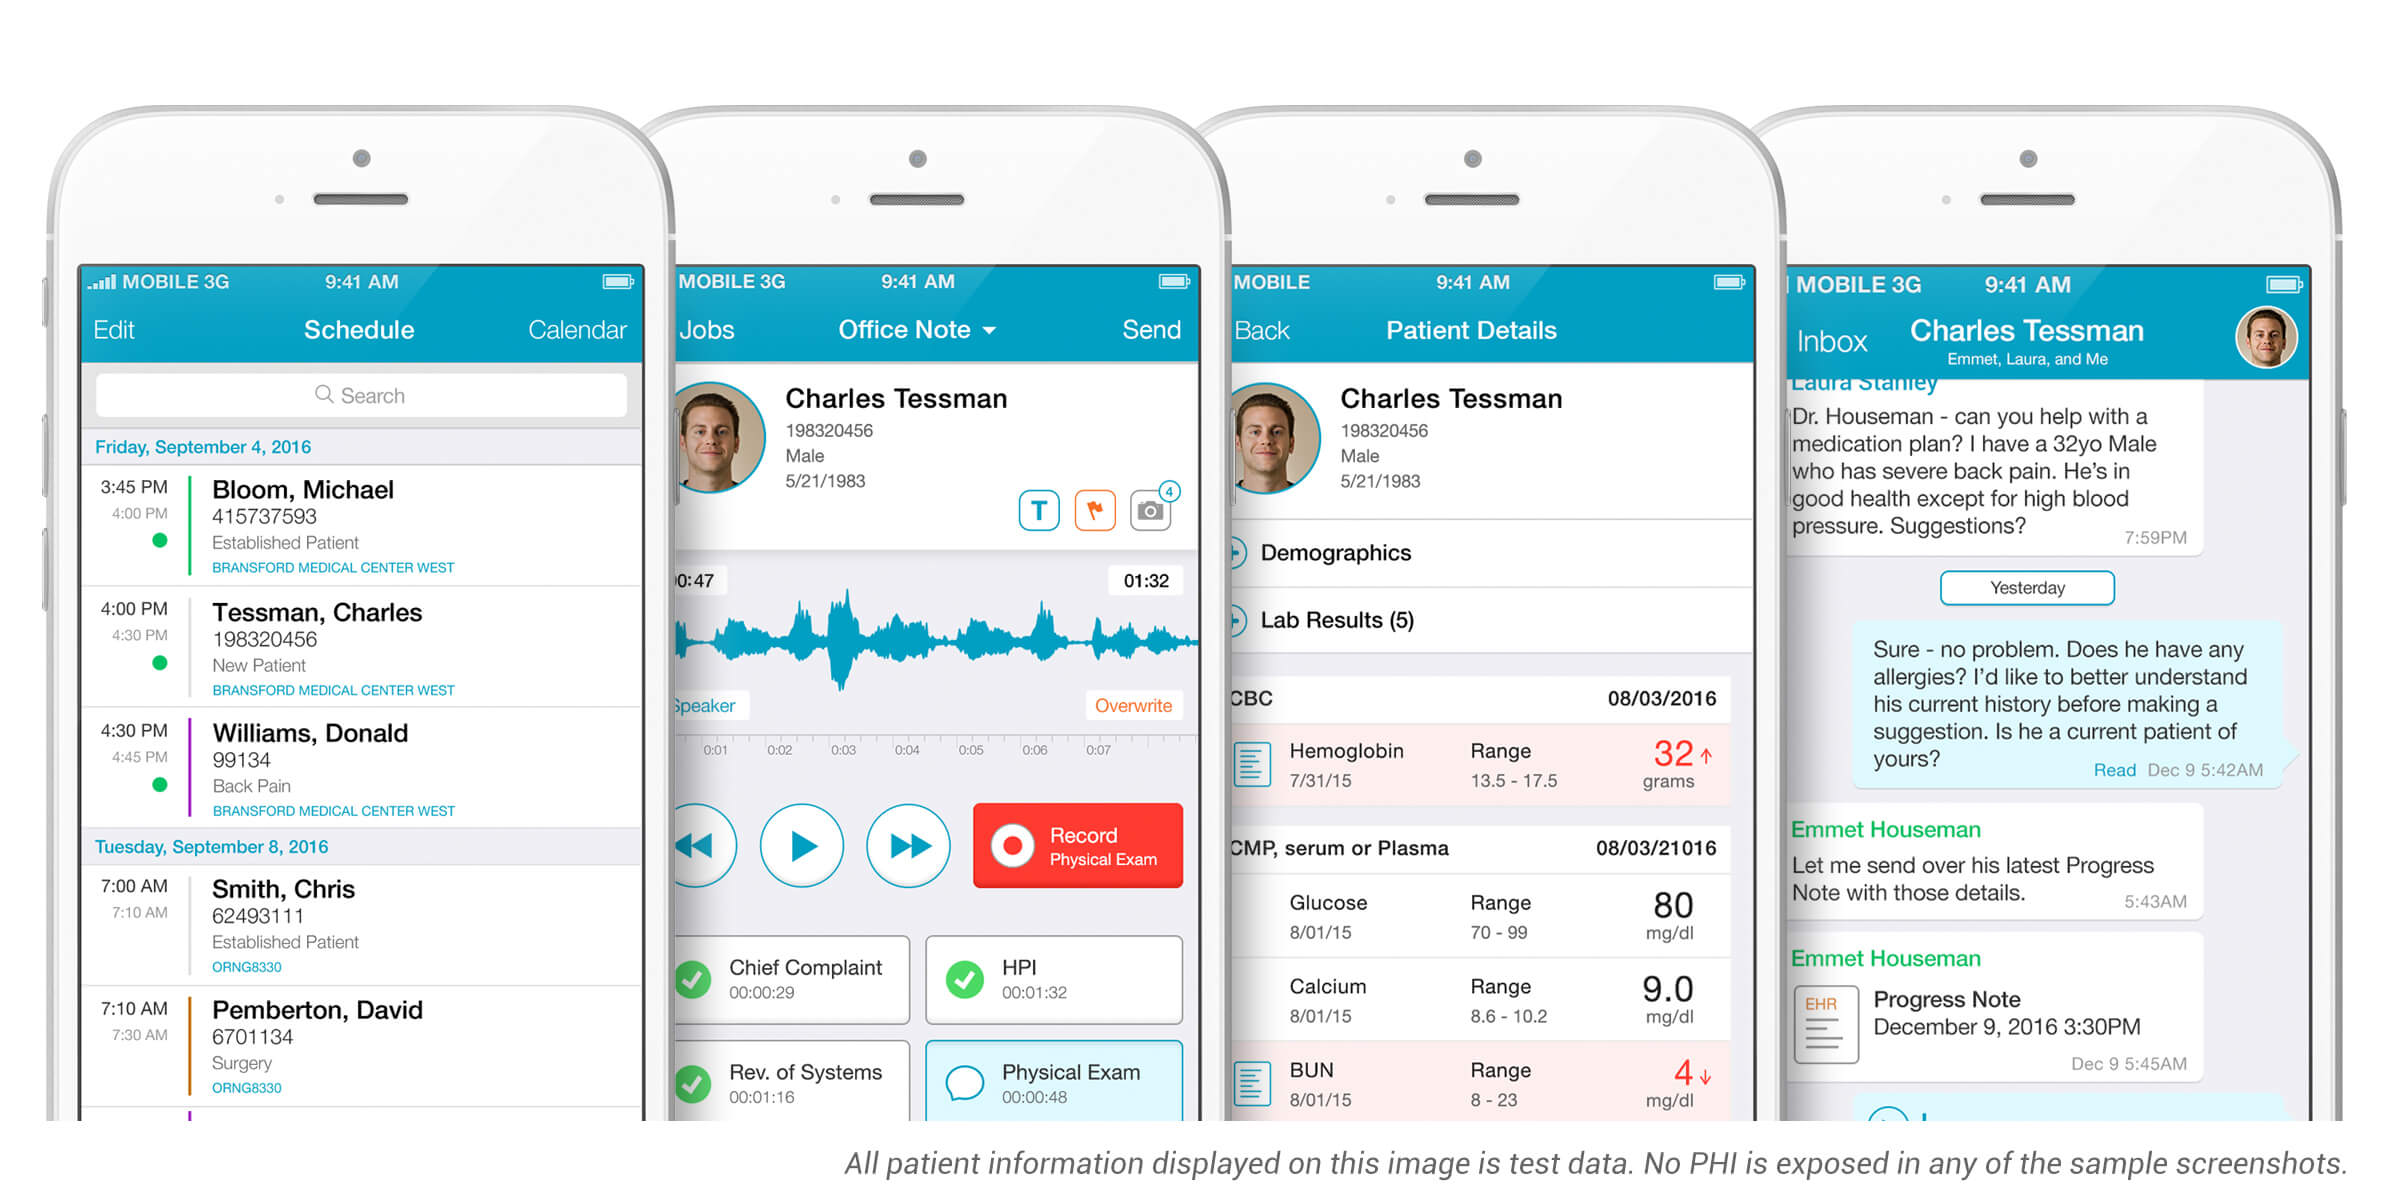 MOBILE 3G
9:41 AM
Edit
Schedule
Calendar
Search
Friday, September 4, 2016
3:45 PM
4:00 PM
Bloom, Michael
415737593
Established Patient
BRANSFORD MEDICAL CENTER WEST
4:00 PM
4:30 PM
Tessman, Charles
198320456
New Patient
BRANSFORD MEDICAL CENTER WEST
4:30 PM
4:45 PM
Williams, Donald
99134
Back Pain
BRANSFORD MEDICAL CENTER WEST
Tuesday, September 8, 2016
7:00 AM
7:10 AM
Smith, Chris
62493111
Established Patient
ORNG8330
7:10 AM
7:30 AM
Pemberton, David
6701134
Surgery
ORNG8330
MOBILE 3G
9:41 AM
Jobs
Office Note
Send
Charles Tessman
198320456
Male
5/21/1983
T
4
00:47
01:32
Speaker
Overwrite
0:01 0:02 0:03 0:04 0:05 0:06 0:07
Record
Physical Exam
Chief Complaint
00:00:29
HPI
00:01:32
Rev. of Systems
00:01:16
Physical Exam
00:00:48
MOBILE
9:41 AM
Back
Patient Details
Charles Tessman
198320456
Male
5/21/1983
Demographics
Lab Results (5)
CBC
08/03/2016
Hemoglobin
7/31/15
Range
13.5 - 17.5
32
grams
CMP, serum or Plasma
08/03/21016
Glucose
8/01/15
Range
70 - 99
80
mg/dl
Calcium
8/01/15
Range
8.6 - 10.2
9.0
mg/dl
BUN
8/01/15
Range
8 - 23
4
mg/dl
MOBILE 3G
9:41 AM
Inbox
Charles Tessman
Emmet, Laura, and Me
Laura Stanley
Dr. Houseman - can you help with a
medication plan? I have a 32yo Male
who has severe back pain. He's in
good health except for high blood
pressure. Suggestions?
7:59PM
Yesterday
Sure - no problem. Does he have any
allergies? I'd like to better understand
his current history before making a
suggestion. Is he a current patient of
yours?
Read Dec 9 5:42AM
Emmet Houseman
Let me send over his latest Progress
Note with those details.
5:43AM
Emmet Houseman
EHR
Progress Note
December 9, 2016 3:30PM
Dec 9 5:45AM
All patient information displayed on this image is test data. No PHI is exposed in any of the sample screenshots.